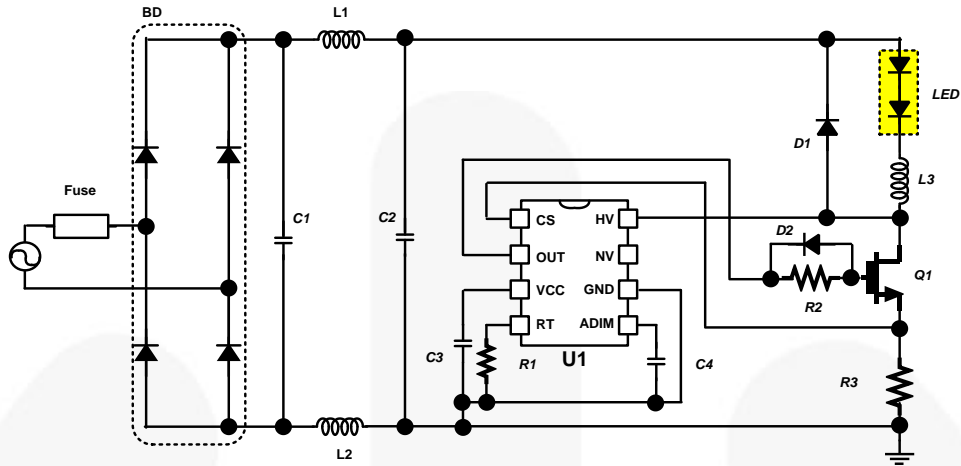 BD
L1
LED
D1
L3
Fuse
C1
C2
CS
HV
D2
OUT
NV
Q1
VCC
GND
R2
RT
ADIM
C3
R1
U1
C4
R3
L2